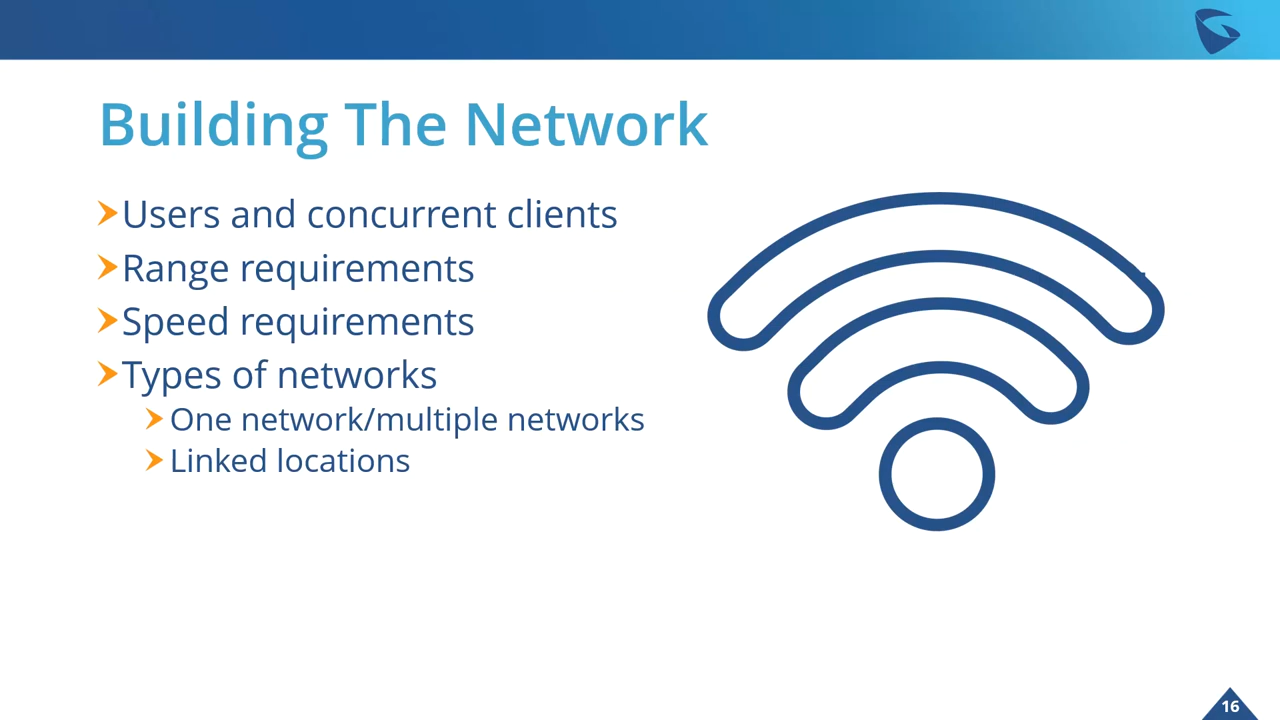 Building The Network
Users and concurrent clients
Range requirements
Speed requirements
Types of networks
One network/multiple networks
Linked locations
16